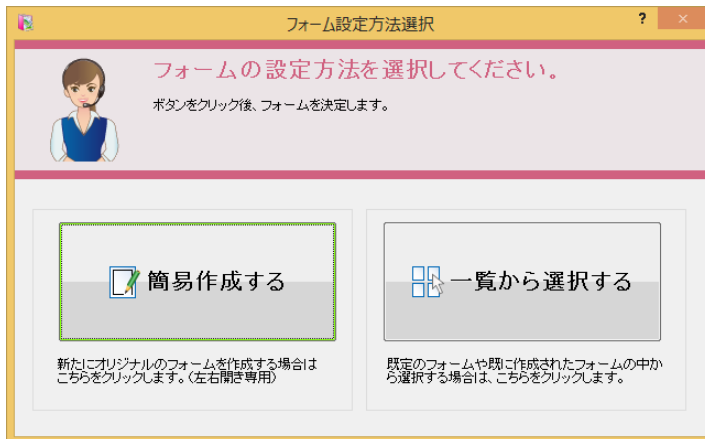 フォーム設定方法選択
? ×
フォームの設定方法を選択してください。
ボタンをクリック後、フォームを決定します。
簡易作成する
一覧から選択する
新たにオリジナルのフォームを作成する場合は
こちらをクリックします。(左右開き専用)
既定のフォームや既に作成されたフォームの中か
ら選択する場合は、こちらをクリックします。